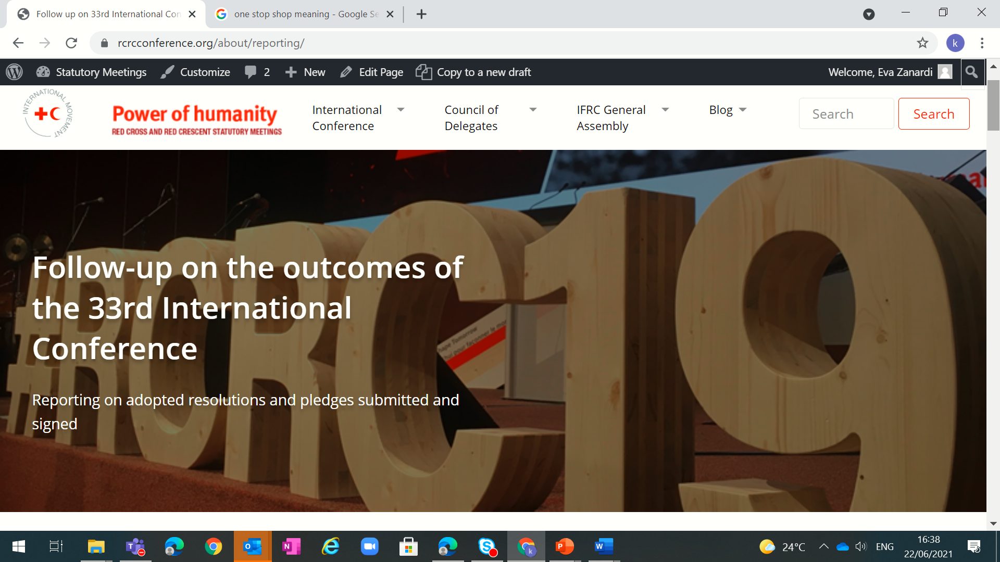 Follow up on 33rd International Con
one stop shop meaning - Google Se
rcrcconference.org/about/reporting/
k
Statutory Meetings
Customize
2
New
Edit Page
Copy to a new draft
Welcome, Eva Zanardi
INTERNATIONAL MOVEMENT
Power of humanity
RED CROSS AND RED CRESCENT STATUTORY MEETINGS
International
Conference
Council of
Delegates
IFRC General
Assembly
Blog
Search
Search
#RCRC19
Follow-up on the outcomes of
the 33rd International
Conference
Reporting on adopted resolutions and pledges submitted and
signed
24°C
ENG
16:38
22/06/2021